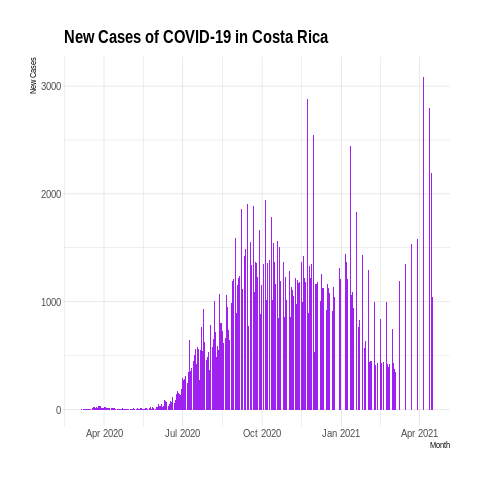 New Cases of COVID-19 in Costa Rica
New Cases
3000
2000
1000
0
Apr 2020 Jul 2020 Oct 2020 Jan 2021 Apr 2021
Month